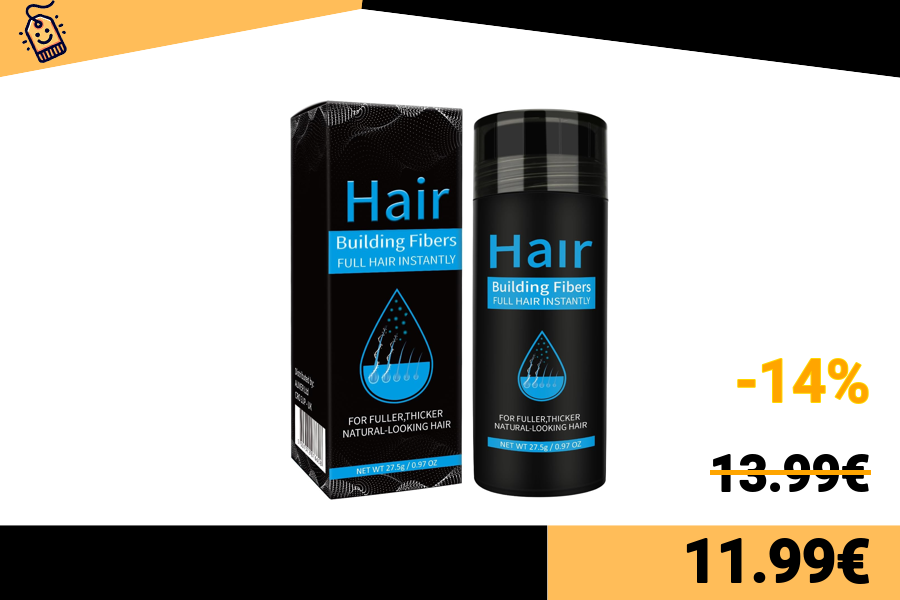 Hair
Building Fibers
FULL HAIR INSTANTLY
FOR FULLER,THICKER
NATURAL-LOOKING HAIR
NET WT 27.5g / 0.97 OZ
Distributed By:
Hair
Building Fibers
FULL HAIR INSTANTLY
FOR FULLER,THICKER
NATURAL-LOOKING HAIR
NET WT 27.5g / 0.97 OZ
-14%
13.99€
11.99€